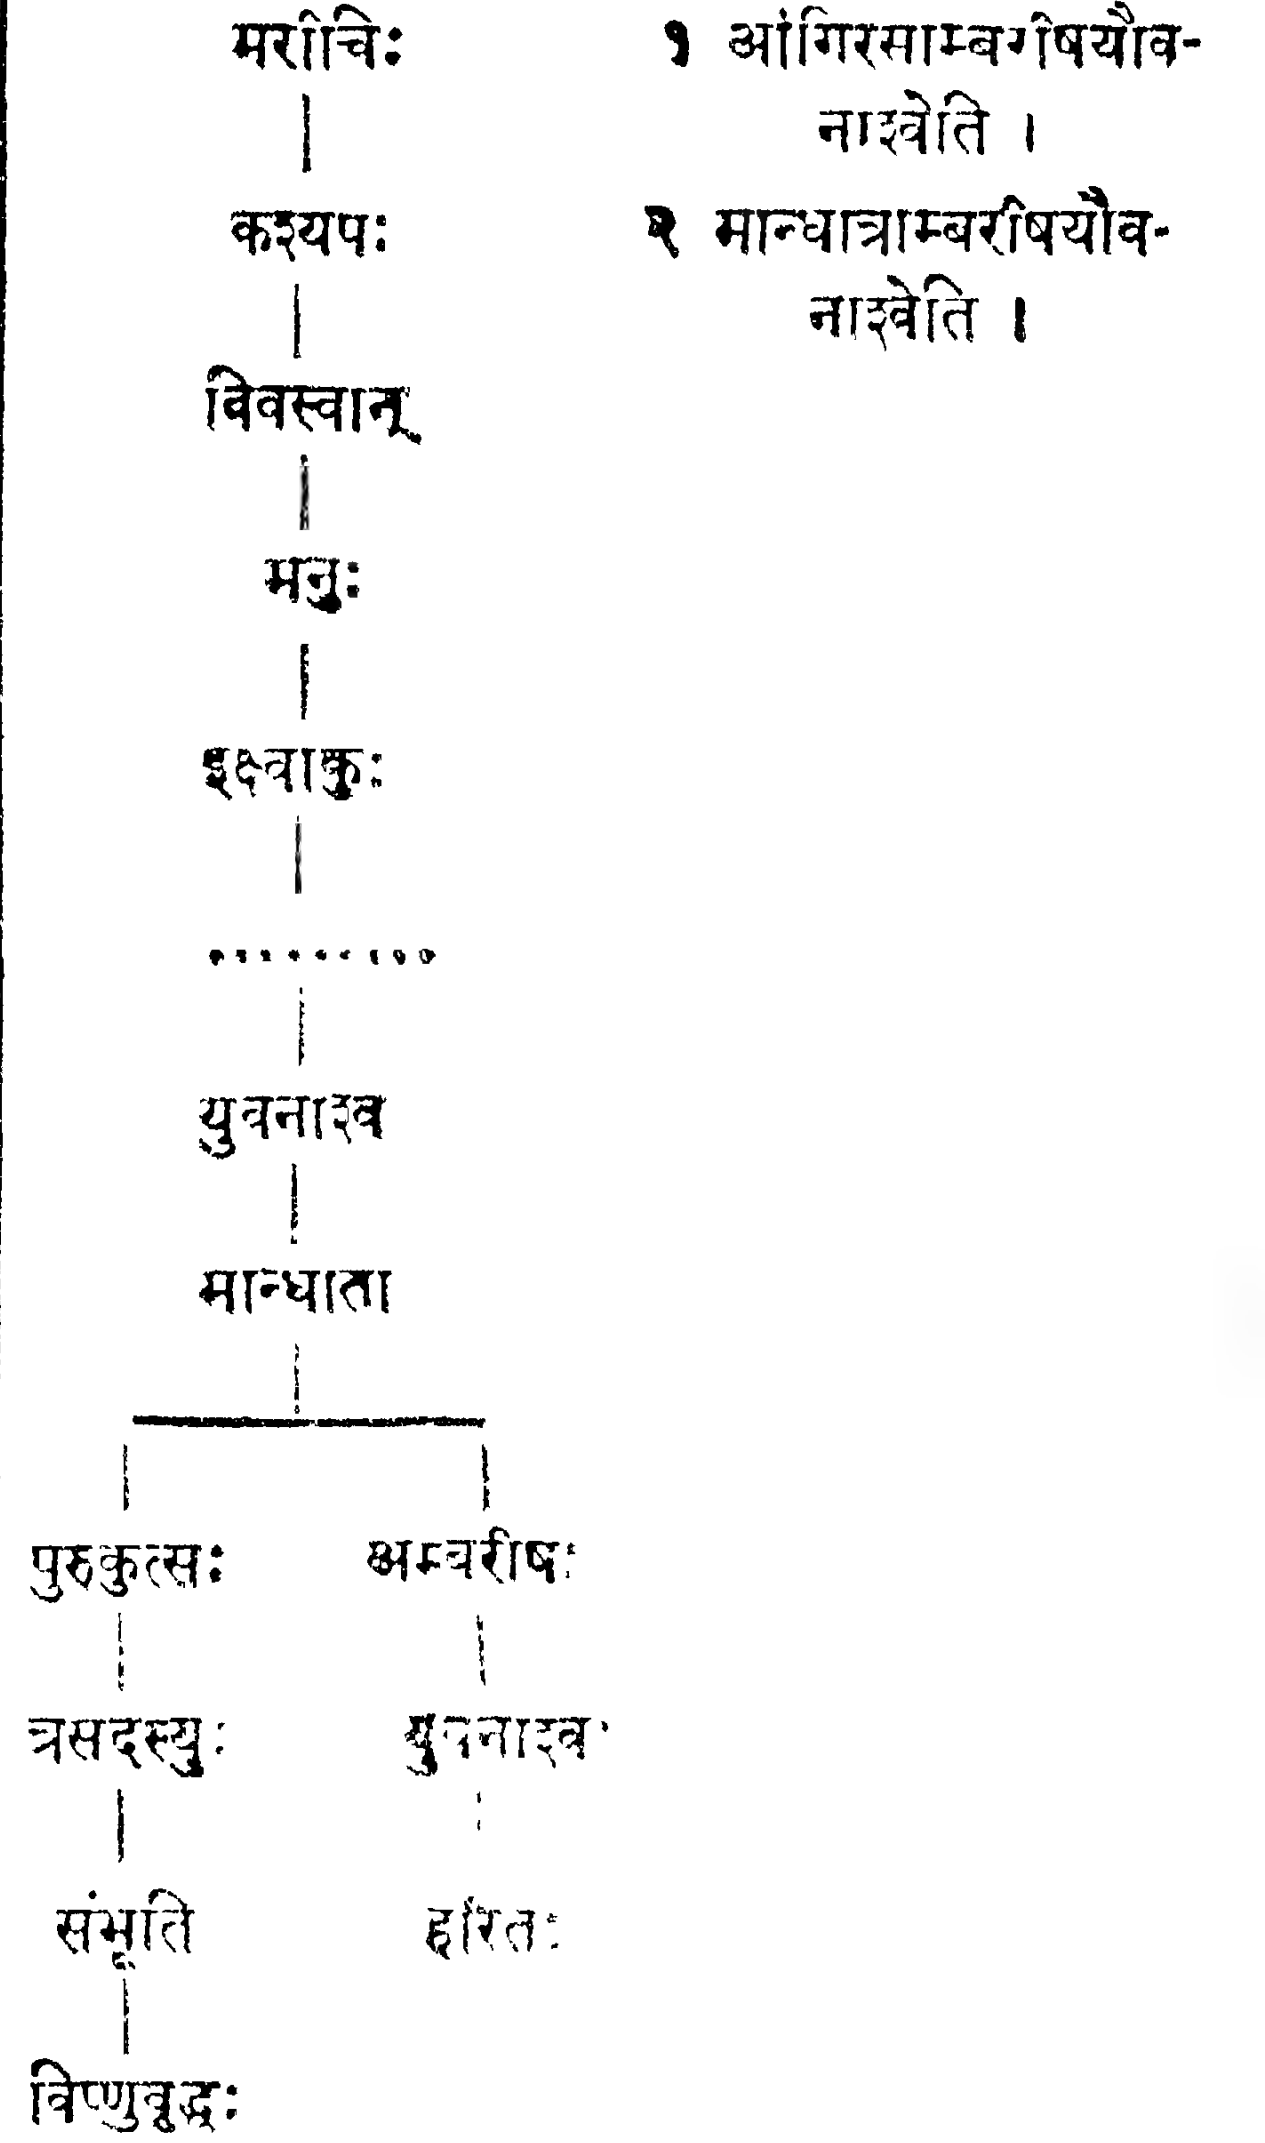 मरीचिः
१ आंगिरसाम्बरीषयौव-
नाश्वेति ।
कश्यपः
२ मान्धात्राम्बरीषयौव-
नाश्वेति ।
विवस्वान्
मनुः
इक्ष्वाकुः
.........
युवनाश्व
मान्धाता
पुरुकुत्सः अम्बरीषः
त्रसदस्युः युवनाश्वः
संभूति हरितः
विष्णुवृद्धः